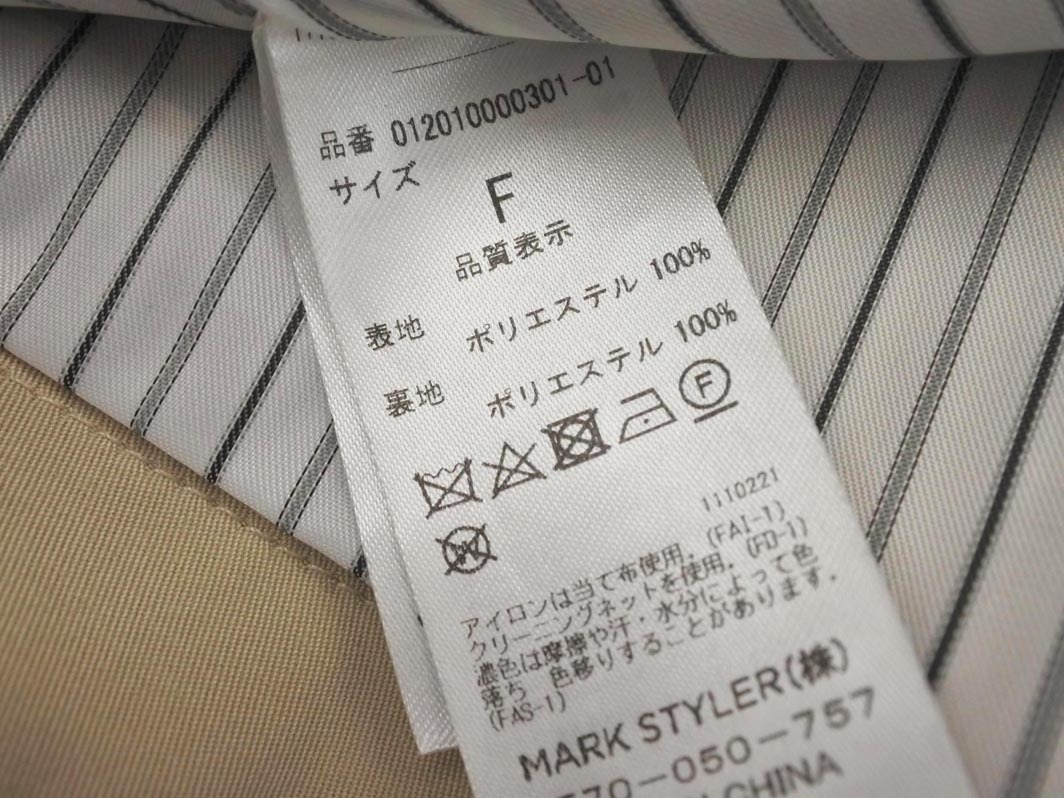 品番 012010000301-01
サイズ
F
品質表示
表地 ポリエステル 100%
裏地 ポリエステル 100%
F
W
1110221
アイロンは当て布使用。(FAI-1)
クリーニングネットを使用。(FD-1)
濃色は摩擦や汗・水分によって色
落ち 色移りすることがあります。
(FAS-1)
MARK STYLER(株)
570-050-757
CHINA